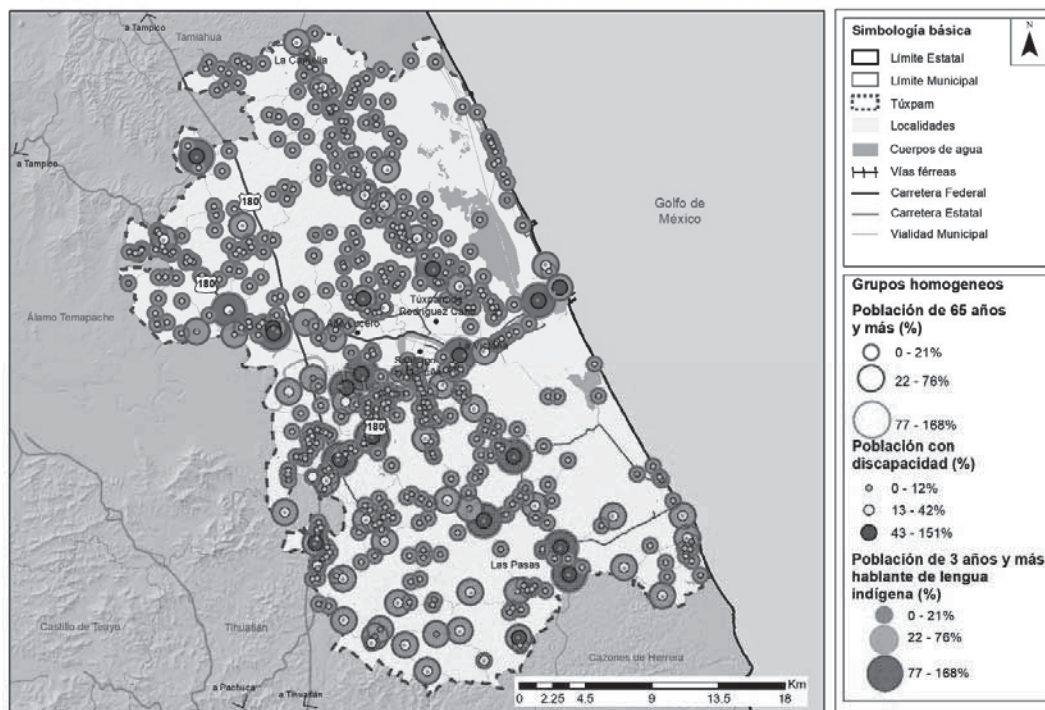 a Tampico
Tamiahua
La Camelia
a Tampico
180
Golfo de
México
180
Túxpam de
Rodríguez Cano
Álamo Temapache
La Victoria
Santiago
180
Las Pasas
Castillo de Teayo
Tihuatlán
Cazones de Herrera
a Pachuca
a Tihuatlán
Km
0 2.25 4.5 9 13.5 18
Simbología básica
N
Límite Estatal
Límite Municipal
Túxpam
Localidades
Cuerpos de agua
Vías férreas
Carretera Federal
Carretera Estatal
Vialidad Municipal
Grupos homogeneos
Población de 65 años
y más (%)
0 - 21%
22 - 76%
77 - 168%
Población con
discapacidad (%)
0 - 12%
13 - 42%
43 - 151%
Población de 3 años y más
hablante de lengua
indígena (%)
0 - 21%
22 - 76%
77 - 168%